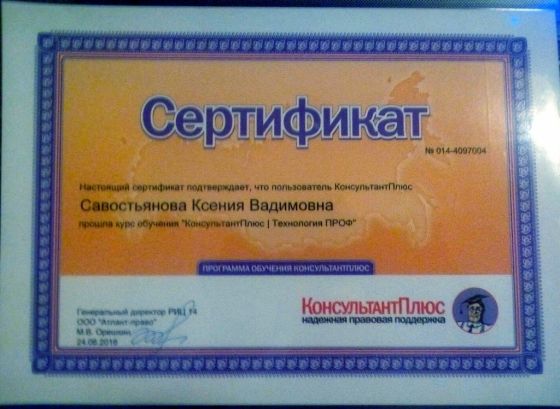 Сертификат
№ 014-4097004
Настоящий сертификат подтверждает, что пользователь КонсультантПлюс
Савостьянова Ксения Вадимовна
прошла курс обучения "КонсультантПлюс | Технология ПРОФ"
ПРОГРАММА ОБУЧЕНИЯ КОНСУЛЬТАНТПЛЮС
Генеральный директор РИЦ 14
ООО "Атлант-право"
М.В. Орешкин
24.06.2016
КонсультантПлюс
надежная правовая поддержка